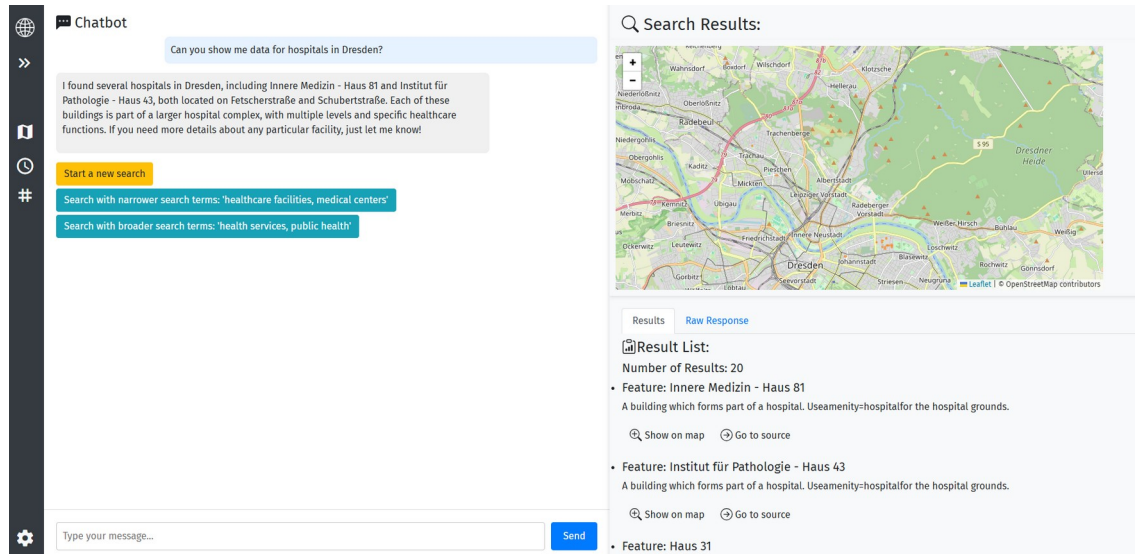 Chatbot
Can you show me data for hospitals in Dresden?
I found several hospitals in Dresden, including Innere Medizin - Haus 81 and Institut für
Pathologie - Haus 43, both located on Fetscherstraße and Schubertstraße. Each of these
buildings is part of a larger hospital complex, with multiple levels and specific healthcare
functions. If you need more details about any particular facility, just let me know!
Start a new search
Search with narrower search terms: 'healthcare facilities, medical centers'
Search with broader search terms: 'health services, public health'
Type your message...
Send
Search Results:
+
−
Wahnsdorf
Boxdorf
Wilschdorf
Klotzsche
Hellerau
Niederlößnitz
Oberlößnitz
Radebeul
Trachenberge
Niedergohlis
Obergohlis
Kaditz
Trachau
Pieschen
Mobschatz
Mickten
Albertstadt
S 95
Dresdner
Heide
Ullersd
Leipziger Vorstadt
Kemnitz
Übigau
Radeberger
Vorstadt
Merbitz
Briesnitz
Weißer Hirsch
Bühlau
Weißig
Ockerwitz
Leutewitz
Friedrichstadt
Innere Neustadt
Loschwitz
Dresden
Johannstadt
Blasewitz
Rochwitz
Gönnsdorf
Gorbitz
Seevorstadt
Striesen
Neugruna
Löbtau
Leaflet | © OpenStreetMap contributors
Results
Raw Response
Result List:
Number of Results: 20
• Feature: Innere Medizin - Haus 81
A building which forms part of a hospital. Useamenity=hospitalfor the hospital grounds.
Show on map
Go to source
• Feature: Institut für Pathologie - Haus 43
A building which forms part of a hospital. Useamenity=hospitalfor the hospital grounds.
Show on map
Go to source
• Feature: Haus 31